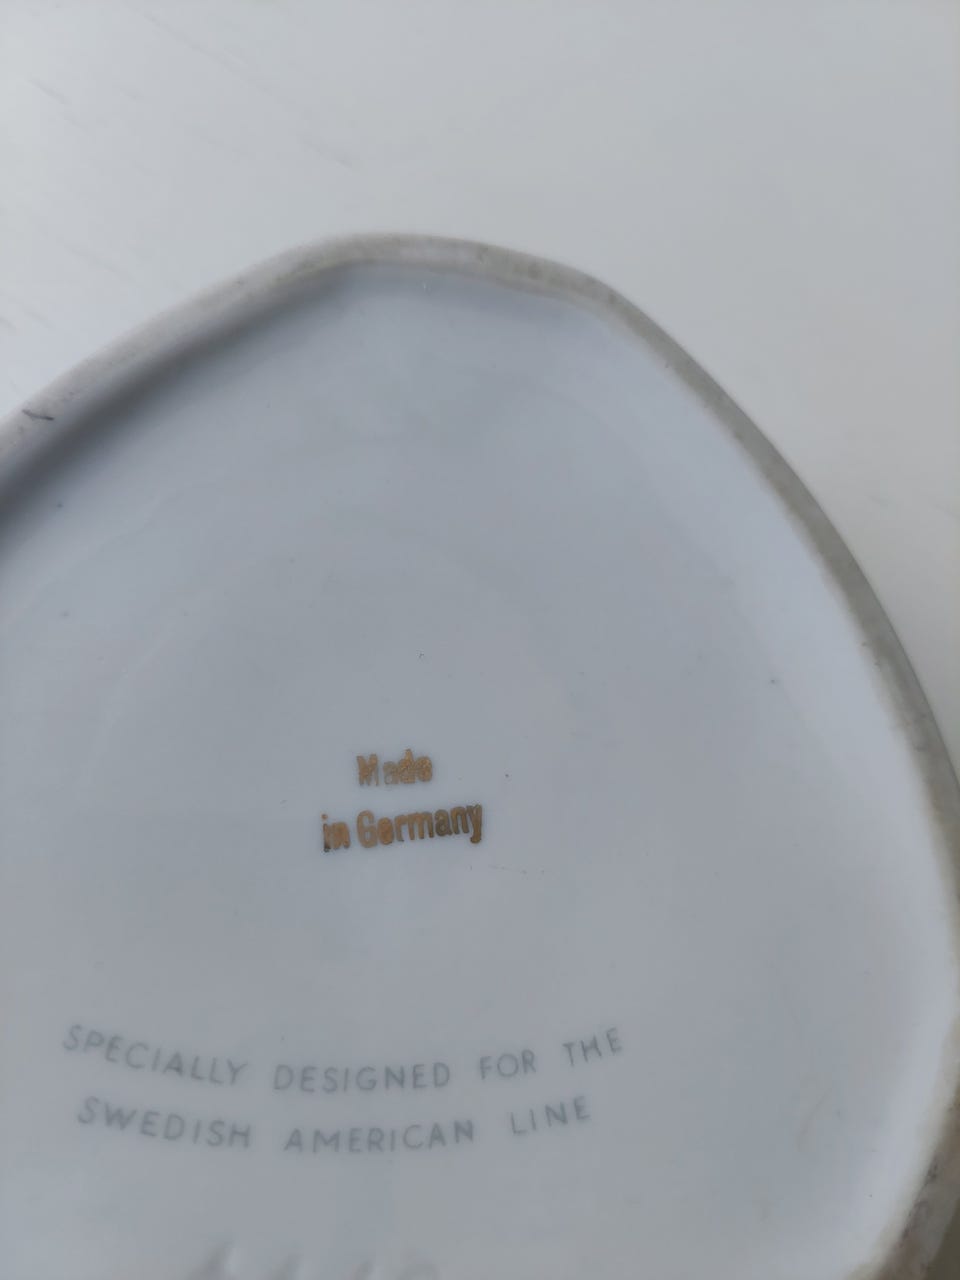 Made
in Germany
SPECIALLY DESIGNED FOR THE
SWEDISH AMERICAN LINE